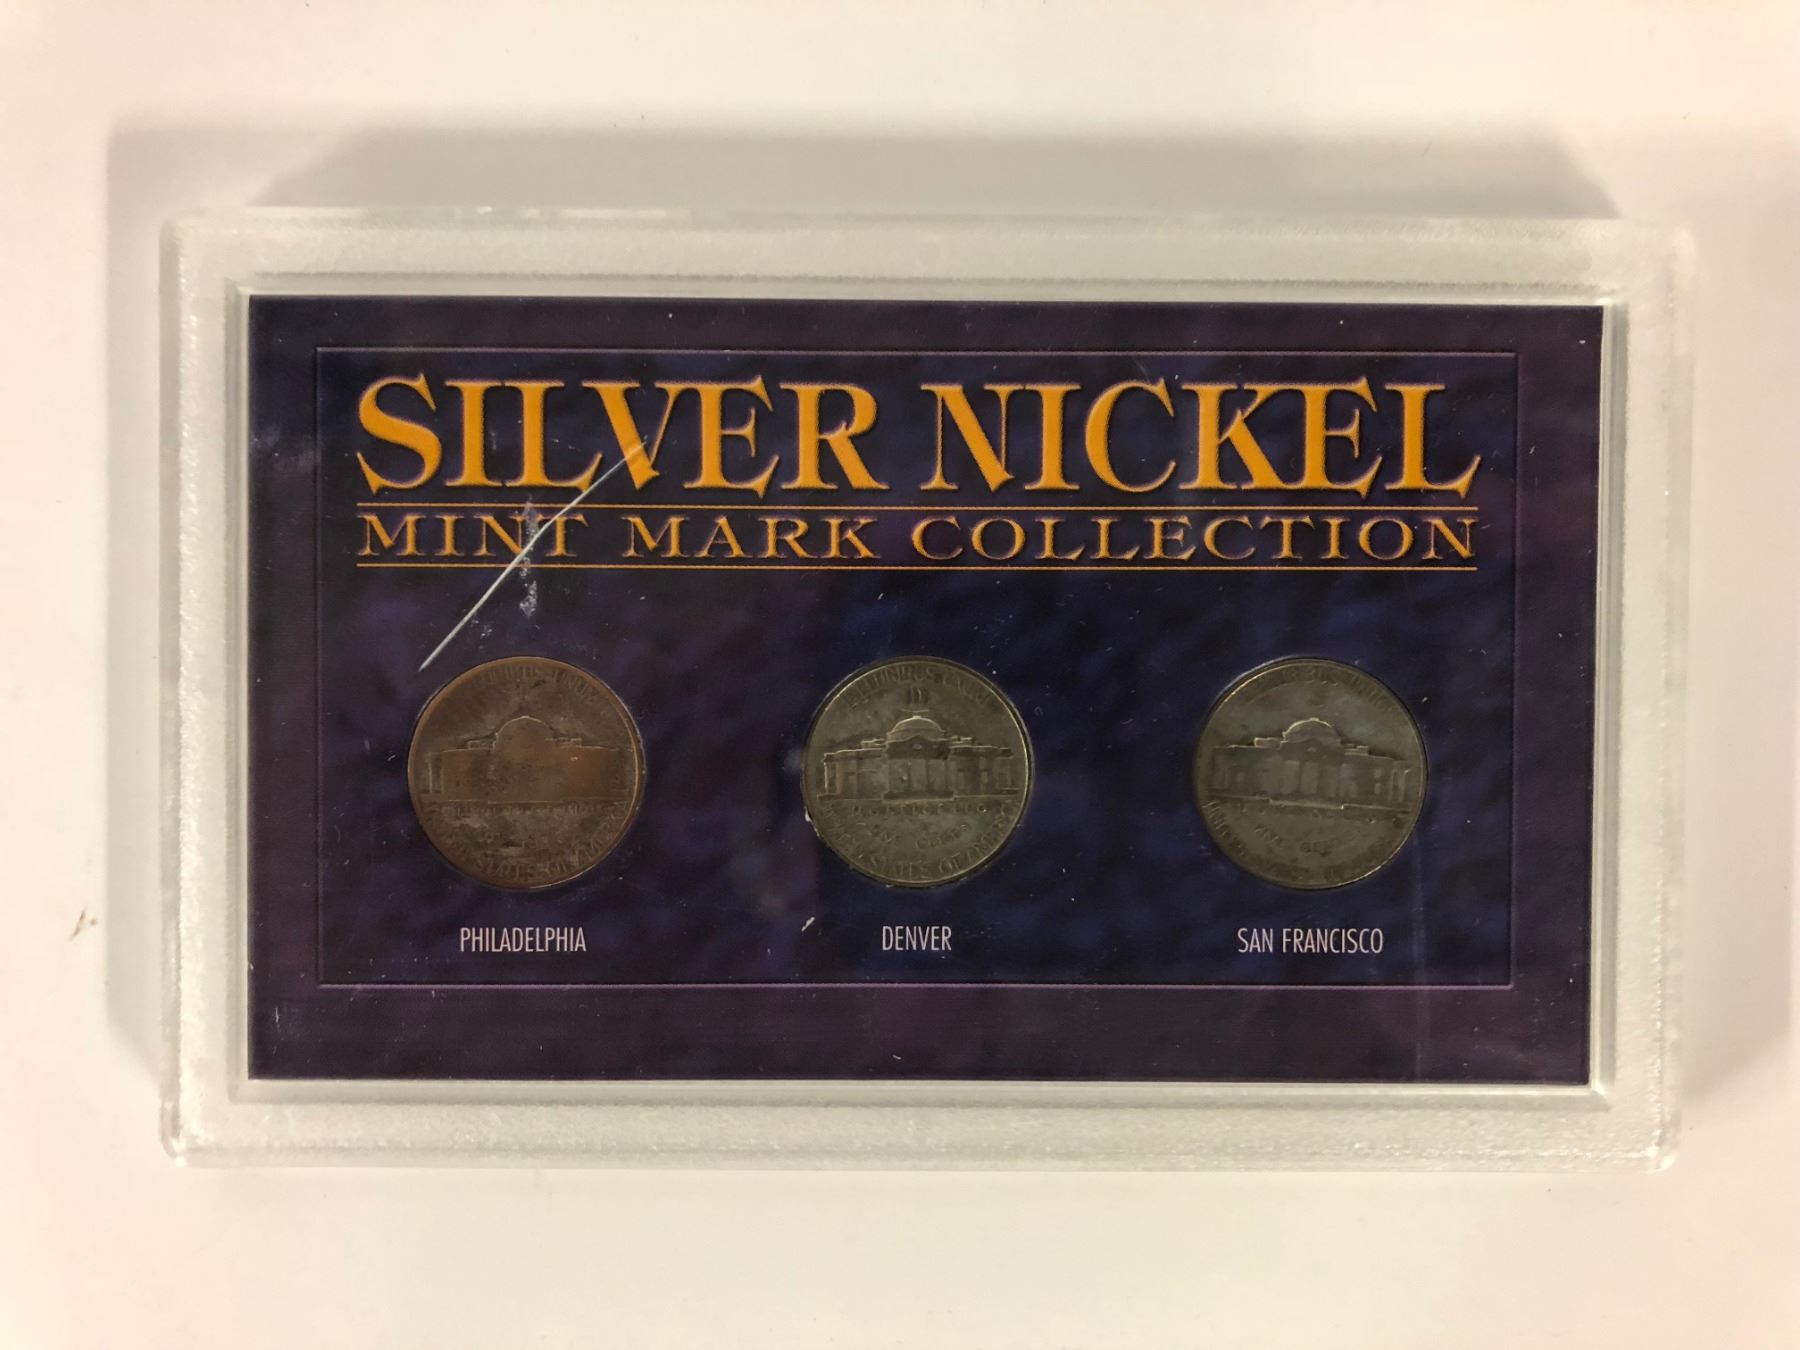 SILVER NICKEL
MINT MARK COLLECTION
D
S
PHILADELPHIA
DENVER
SAN FRANCISCO